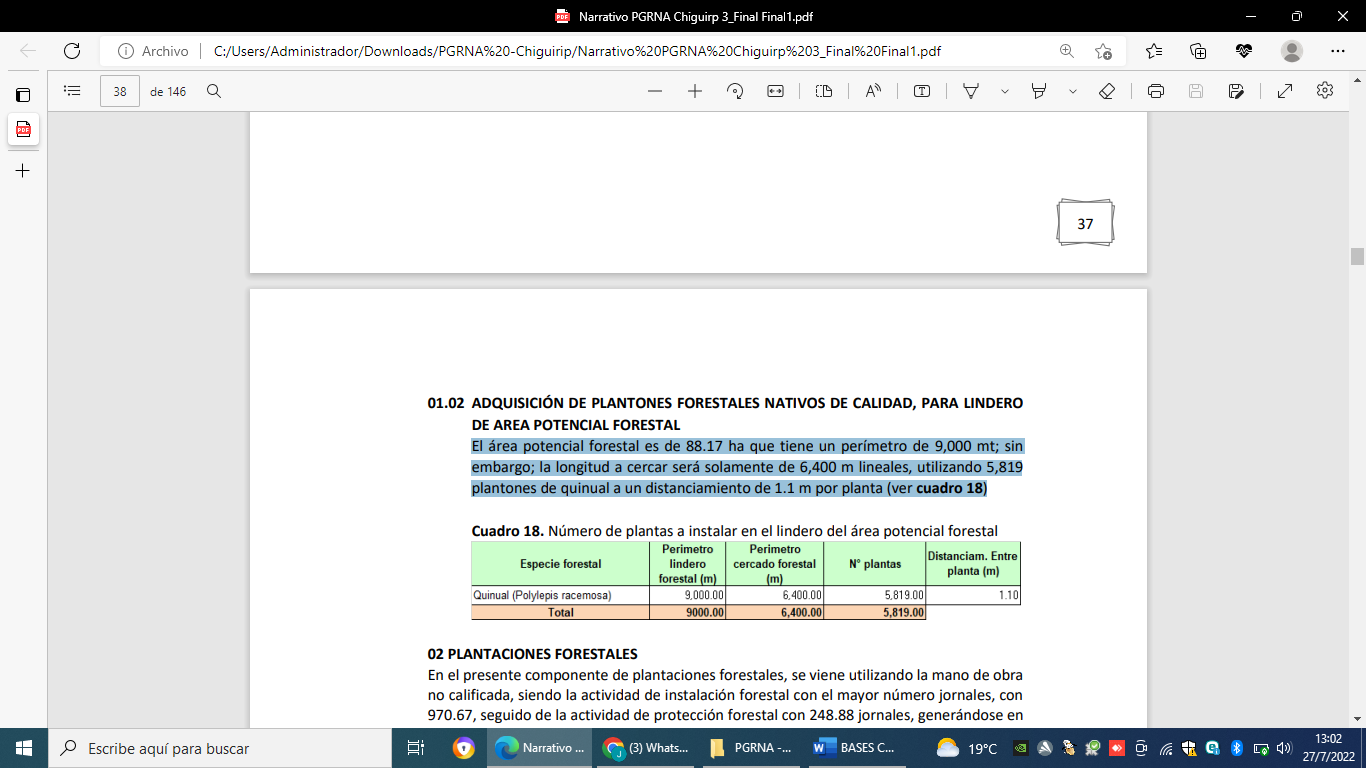 Narrativo PGRNA Chiguirp 3_Final Final1.pdf
Archivo C:/Users/Administrador/Downloads/PGRNA%20-Chiguirip/Narrativo%20PGRNA%20Chiguirp%203_Final%20Final1.pdf
38 de 146
37
01.02 ADQUISICIÓN DE PLANTONES FORESTALES NATIVOS DE CALIDAD, PARA LINDERO
DE AREA POTENCIAL FORESTAL
El área potencial forestal es de 88.17 ha que tiene un perímetro de 9,000 mt; sin
embargo; la longitud a cercar será solamente de 6,400 m lineales, utilizando 5,819
plantones de quinual a un distanciamiento de 1.1 m por planta (ver cuadro 18)
Cuadro 18. Número de plantas a instalar en el lindero del área potencial forestal
Especie forestal Perimetro lindero forestal (m) Perimetro cercado forestal (m) N° plantas Distanciam. Entre planta (m)
Quinual (Polylepis racemosa) 9,000.00 6,400.00 5,819.00 1.10
Total 9000.00 6,400.00 5,819.00
02 PLANTACIONES FORESTALES
En el presente componente de plantaciones forestales, se viene utilizando la mano de obra
no calificada, siendo la actividad de instalación forestal con el mayor número jornales, con
970.67, seguido de la actividad de protección forestal con 248.88 jornales, generándose en
Escribe aquí para buscar Narrativo ... (3) Whats... PGRNA -... BASES C... 19°C 13:02
27/7/2022